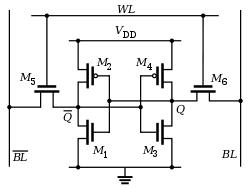 WL
V_DD
M_2 M_4
M_5 M_6
Q̅ Q
M_1 M_3
B̅L̅ BL